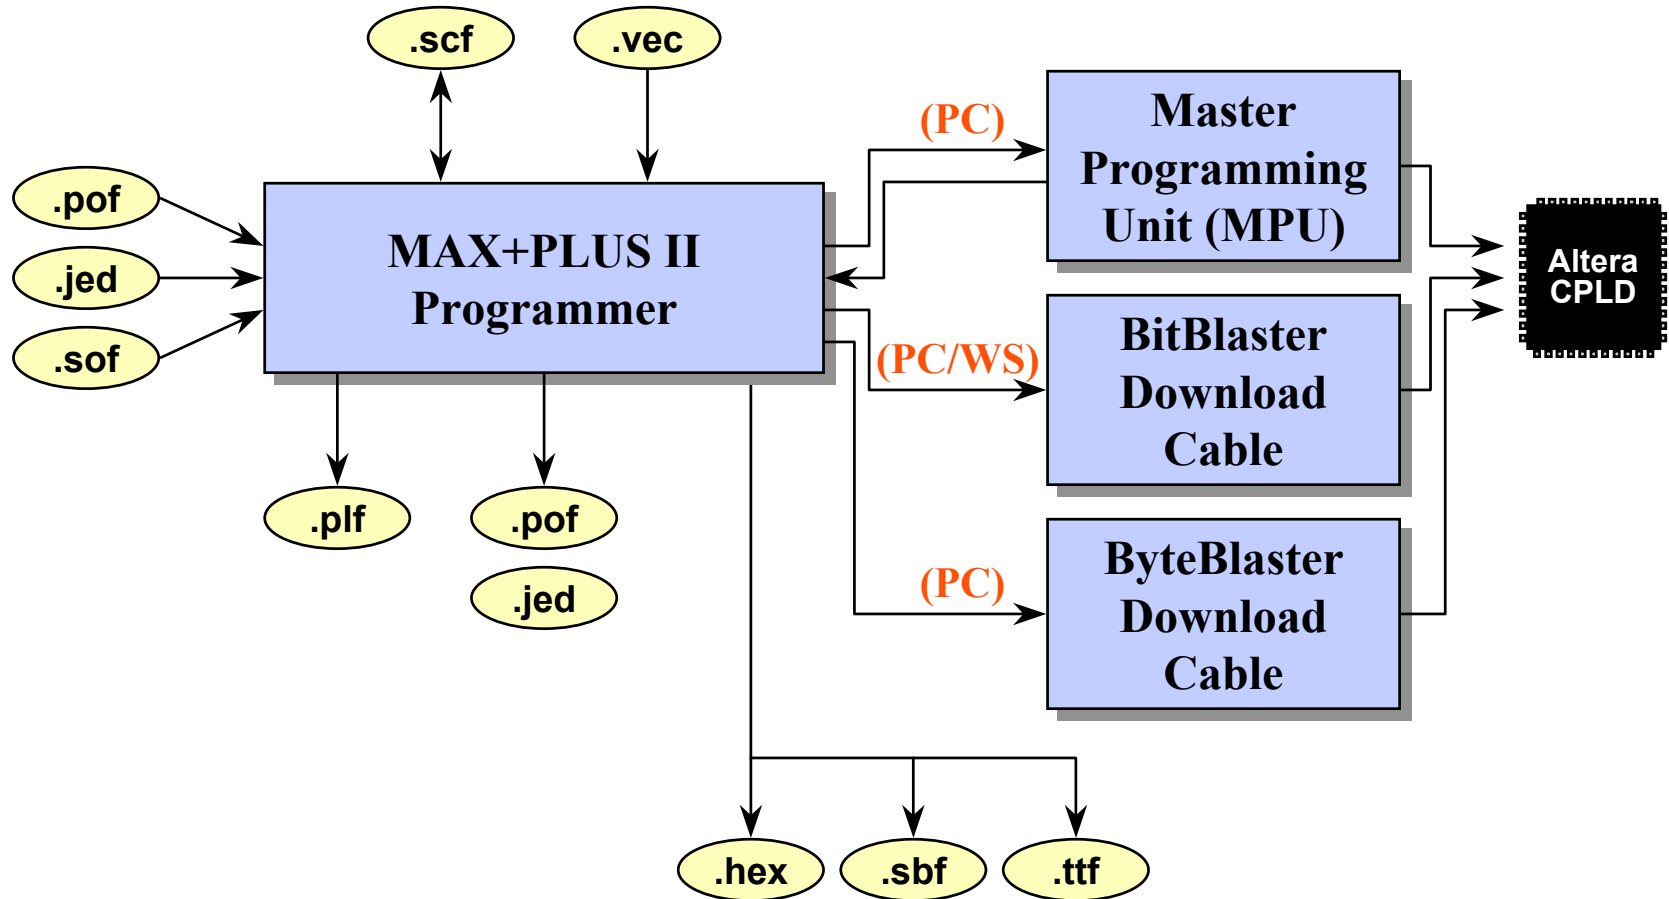 .scf
.vec
(PC)
Master
Programming
Unit (MPU)
.pof
.jed
.sof
MAX+PLUS II
Programmer
Altera
CPLD
(PC/WS)
BitBlaster
Download
Cable
.plf
.pof
.jed
(PC)
ByteBlaster
Download
Cable
.hex
.sbf
.ttf